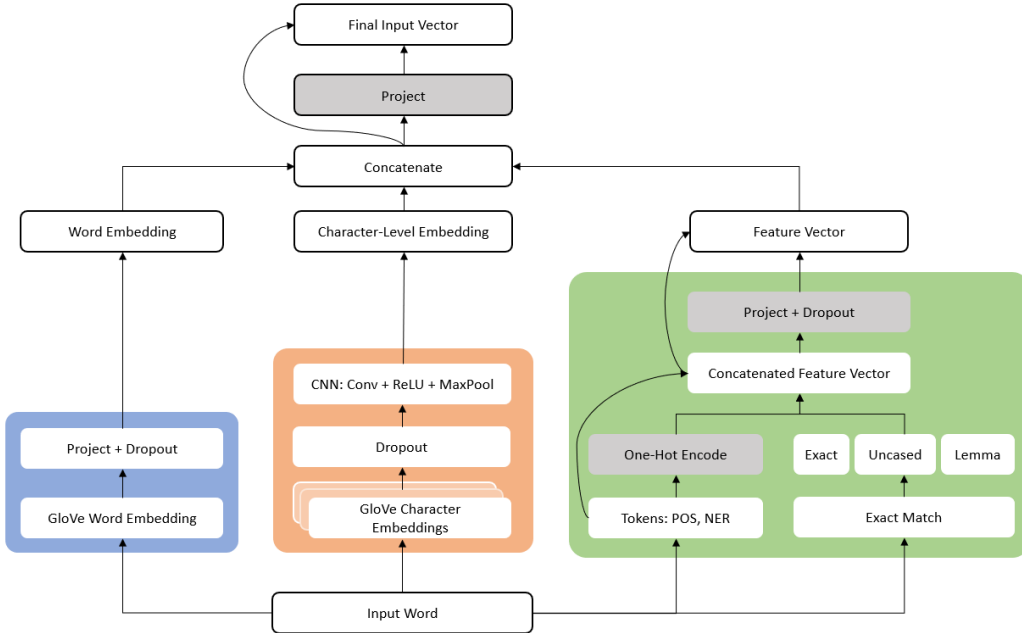 Final Input Vector
Project
Concatenate
Word Embedding
Character-Level Embedding
Feature Vector
Project + Dropout
Concatenated Feature Vector
CNN: Conv + ReLU + MaxPool
Project + Dropout
Dropout
One-Hot Encode
Exact
Uncased
Lemma
GloVe Word Embedding
GloVe Character
Embeddings
Tokens: POS, NER
Exact Match
Input Word